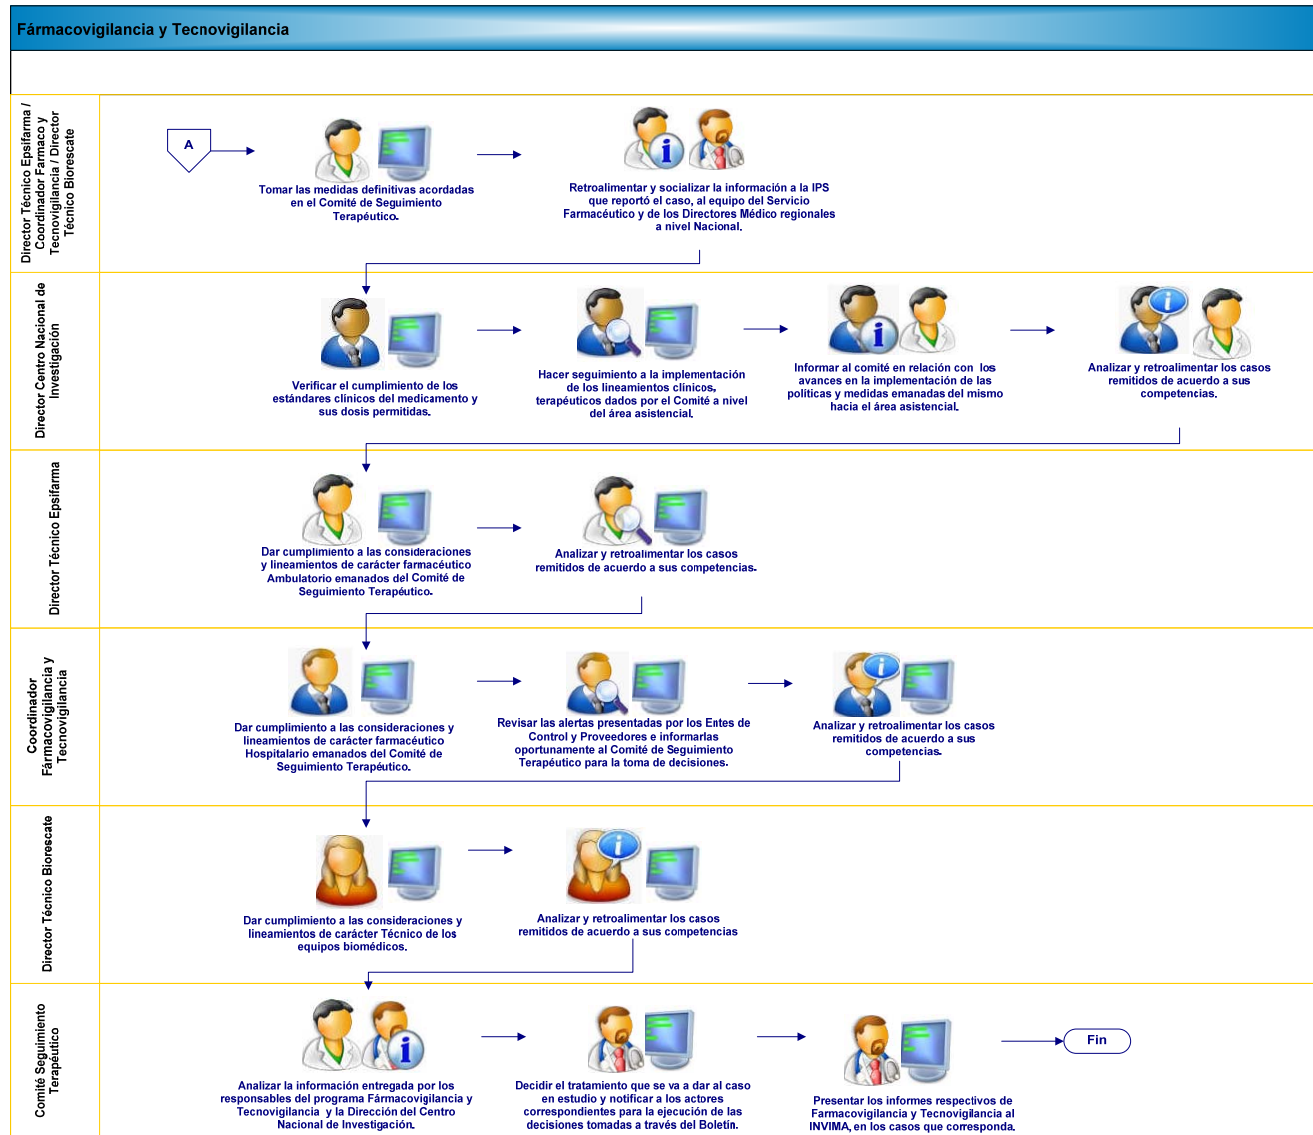 Fármacovigilancia y Tecnovigilancia
Director Técnico Epsifarma /
Coordinador Farmaco y
Tecnovigilancia / Director
Técnico Biorescate
A
Tomar las medidas definitivas acordadas
en el Comité de Seguimiento
Terapéutico.
Retroalimentar y socializar la información a la IPS
que reportó el caso, al equipo del Servicio
Farmacéutico y de los Directores Médico regionales
a nivel Nacional.
Director Centro Nacional de
Investigación
Verificar el cumplimiento de los
estándares clínicos del medicamento y
sus dosis permitidas.
Hacer seguimiento a la implementación
de los lineamientos clínicos,
terapéuticos dados por el Comité a nivel
del área asistencial.
Informar al comité en relación con los
avances en la implementación de las
políticas y medidas emanadas del mismo
hacia el área asistencial.
Analizar y retroalimentar los casos
remitidos de acuerdo a sus
competencias.
Director Técnico Epsifarma
Dar cumplimiento a las consideraciones
y lineamientos de carácter farmacéutico
Ambulatorio emanados del Comité de
Seguimiento Terapéutico.
Analizar y retroalimentar los casos
remitidos de acuerdo a sus competencias.
Coordinador
Fármacovigilancia y
Tecnovigilancia
Dar cumplimiento a las consideraciones y
lineamientos de carácter farmacéutico
Hospitalario emanados del Comité de
Seguimiento Terapéutico.
Revisar las alertas presentadas por los Entes de
Control y Proveedores e informarlas
oportunamente al Comité de Seguimiento
Terapéutico para la toma de decisiones.
Analizar y retroalimentar los casos
remitidos de acuerdo a sus
competencias.
Director Técnico Biorescate
Dar cumplimiento a las consideraciones y
lineamientos de carácter Técnico de los
equipos biomédicos.
Analizar y retroalimentar los casos
remitidos de acuerdo a sus competencias
Comité Seguimiento
Terapéutico
Analizar la información entregada por los
responsables del programa Fármacovigilancia y
Tecnovigilancia y la Dirección del Centro
Nacional de Investigación.
Decidir el tratamiento que se va a dar al caso
en estudio y notificar a los actores
correspondientes para la ejecución de las
decisiones tomadas a través del Boletín.
Presentar los informes respectivos de
Farmacovigilancia y Tecnovigilancia al
INVIMA, en los casos que corresponda.
Fin